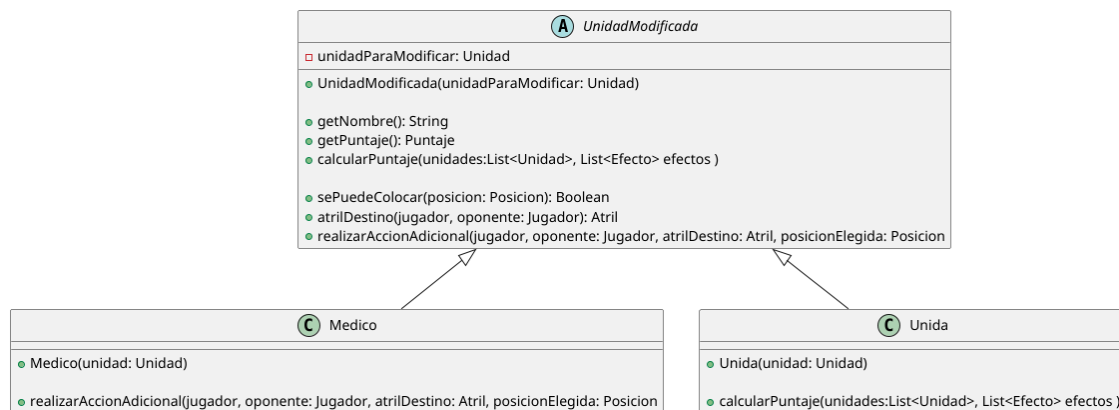 A UnidadModificada
unidadParaModificar: Unidad
UnidadModificada(unidadParaModificar: Unidad)
getNombre(): String
getPuntaje(): Puntaje
calcularPuntaje(unidades:List<Unidad>, List<Efecto> efectos )
sePuedeColocar(posicion: Posicion): Boolean
atrilDestino(jugador, oponente: Jugador): Atril
realizarAccionAdicional(jugador, oponente: Jugador, atrilDestino: Atril, posicionElegida: Posicion
C Medico
Medico(unidad: Unidad)
realizarAccionAdicional(jugador, oponente: Jugador, atrilDestino: Atril, posicionElegida: Posicion
C Unida
Unida(unidad: Unidad)
calcularPuntaje(unidades:List<Unidad>, List<Efecto> efectos )